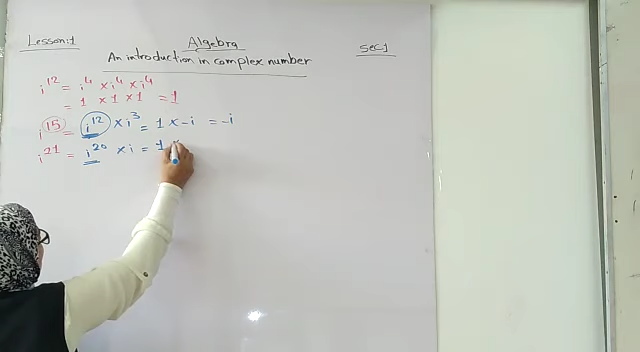 Lesson:1
Algebra
Sec1
An introduction in complex number
i¹² = i⁴ × i⁴ × i⁴
= 1 × 1 × 1 = 1
i¹⁵ = i¹² × i³ = 1 × -i = -i
i²¹ = i²⁰ × i = 1